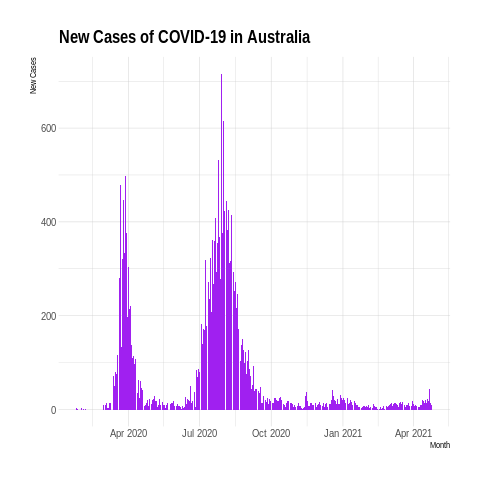 New Cases of COVID-19 in Australia
New Cases
600
400
200
0
Apr 2020 Jul 2020 Oct 2020 Jan 2021 Apr 2021
Month